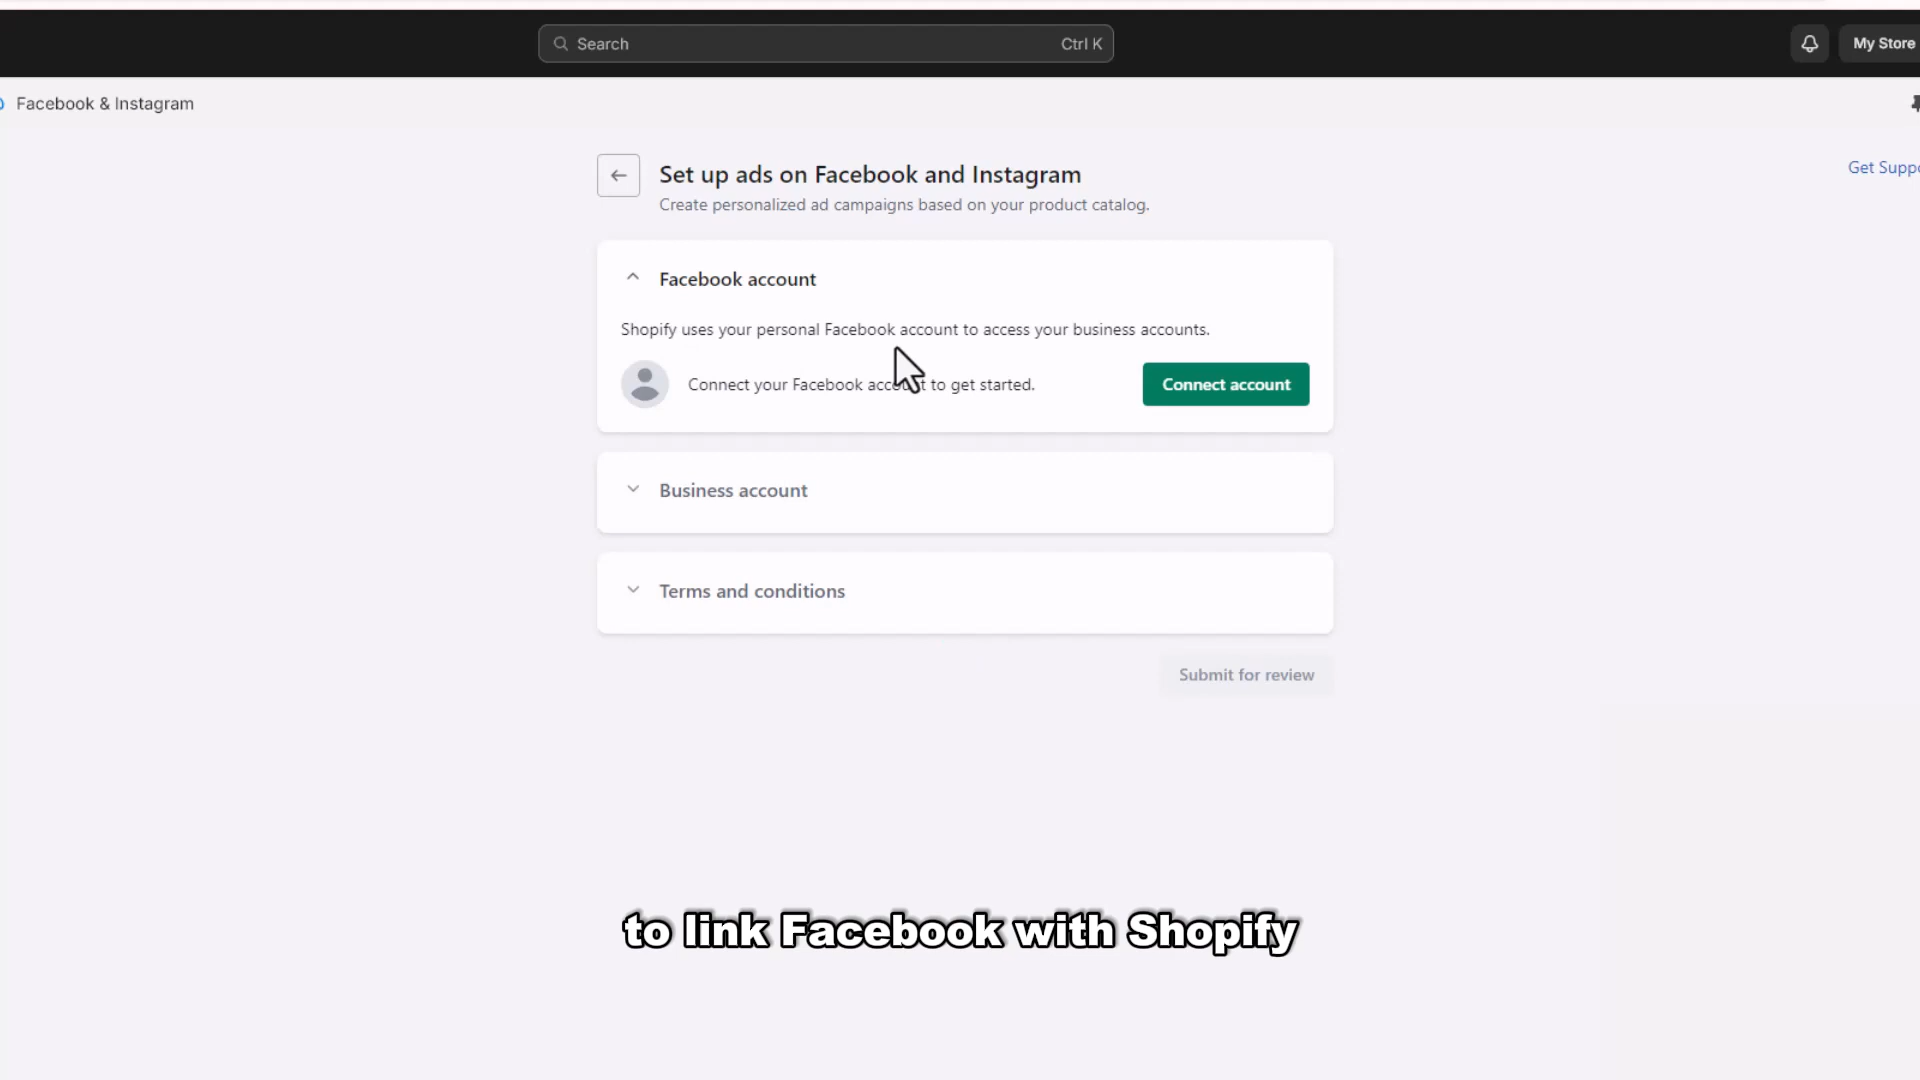 Search Ctrl K
My Store
Facebook & Instagram
Set up ads on Facebook and Instagram
Get Suppo
Create personalized ad campaigns based on your product catalog.
Facebook account
Shopify uses your personal Facebook account to access your business accounts.
Connect your Facebook account to get started.
Connect account
Business account
Terms and conditions
Submit for review
to link Facebook with Shopify